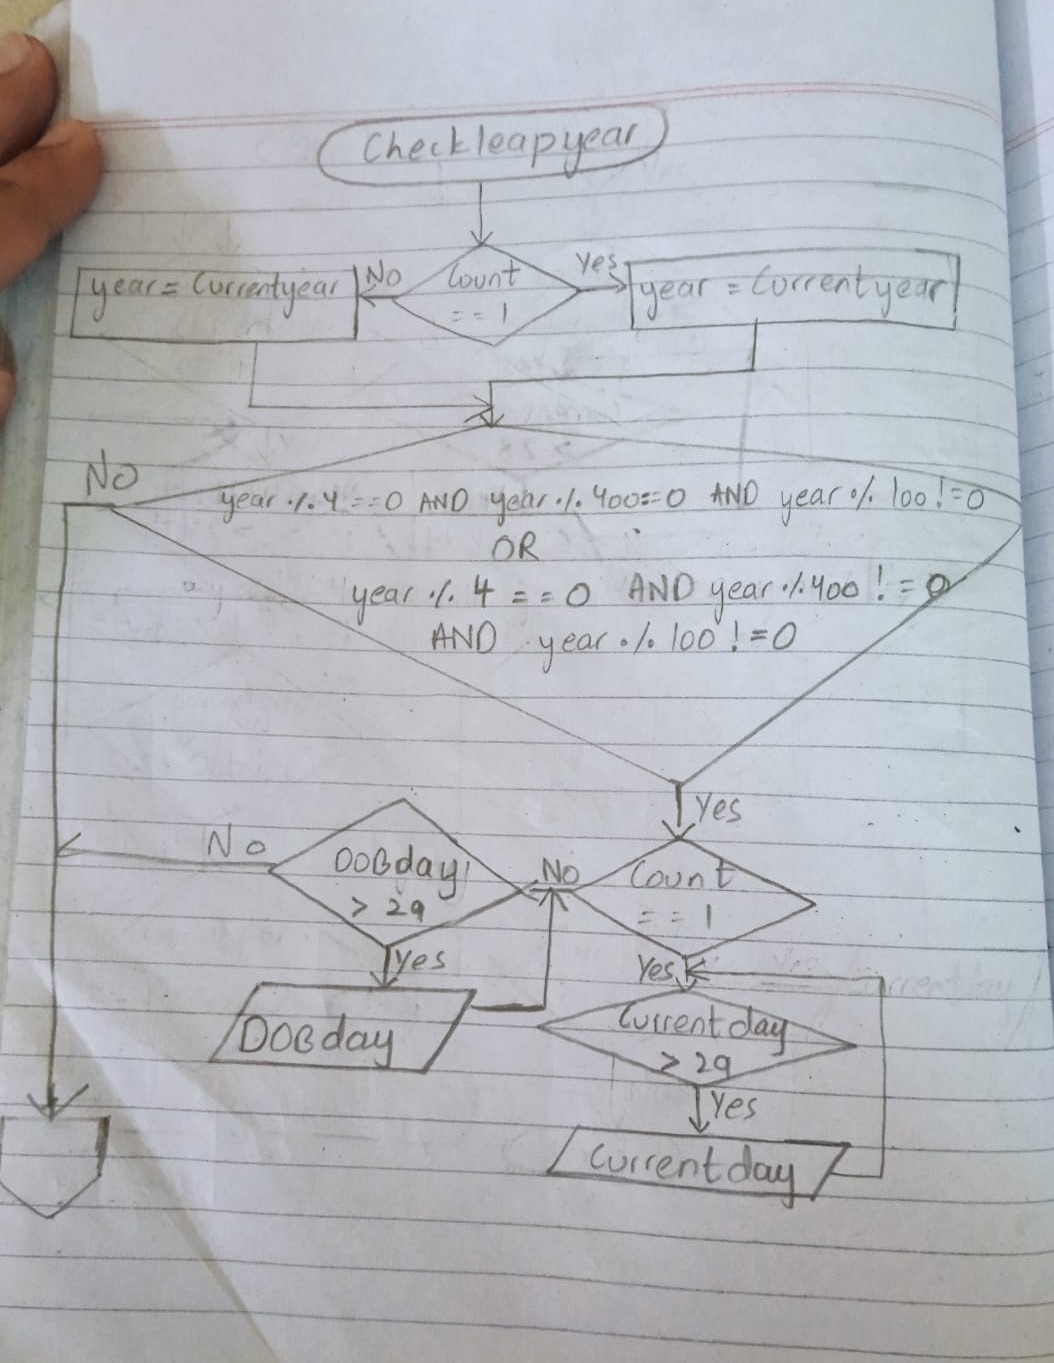 Checkleapyear
year = Currentyear
No
Count
== 1
Yes
year = Currentyear
No
year % 4 == 0 AND year % 400 == 0 AND year % 100 != 0
OR
year % 4 == 0 AND year % 400 != 0
AND year % 100 != 0
Yes
No
DOBday
> 29
No
Count
== 1
Yes
Yes
DOBday
Currentday
> 29
Yes
Currentday